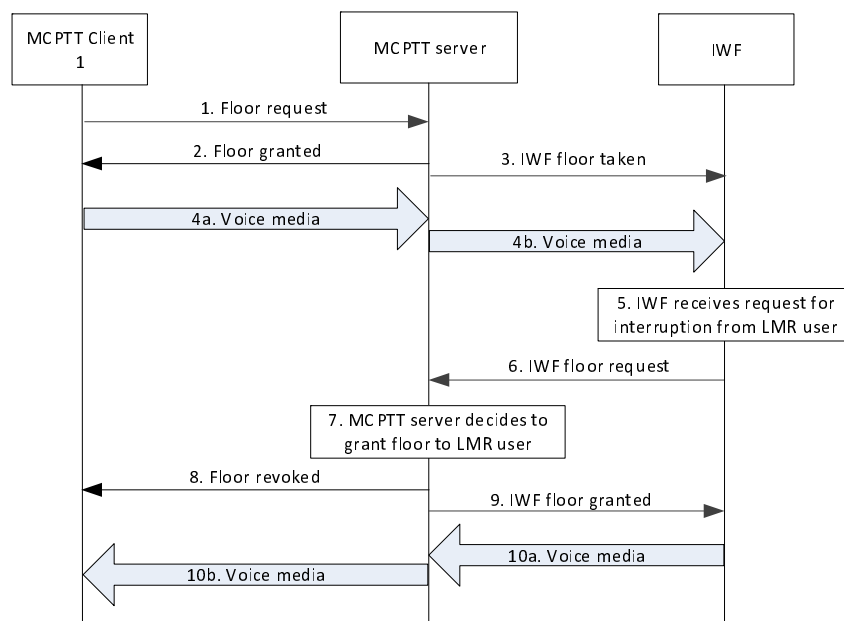 MCPTT Client
1
MCPTT server
IWF
1. Floor request
2. Floor granted
3. IWF floor taken
4a. Voice media
4b. Voice media
5. IWF receives request for
interruption from LMR user
6. IWF floor request
7. MCPTT server decides to
grant floor to LMR user
8. Floor revoked
9. IWF floor granted
10a. Voice media
10b. Voice media